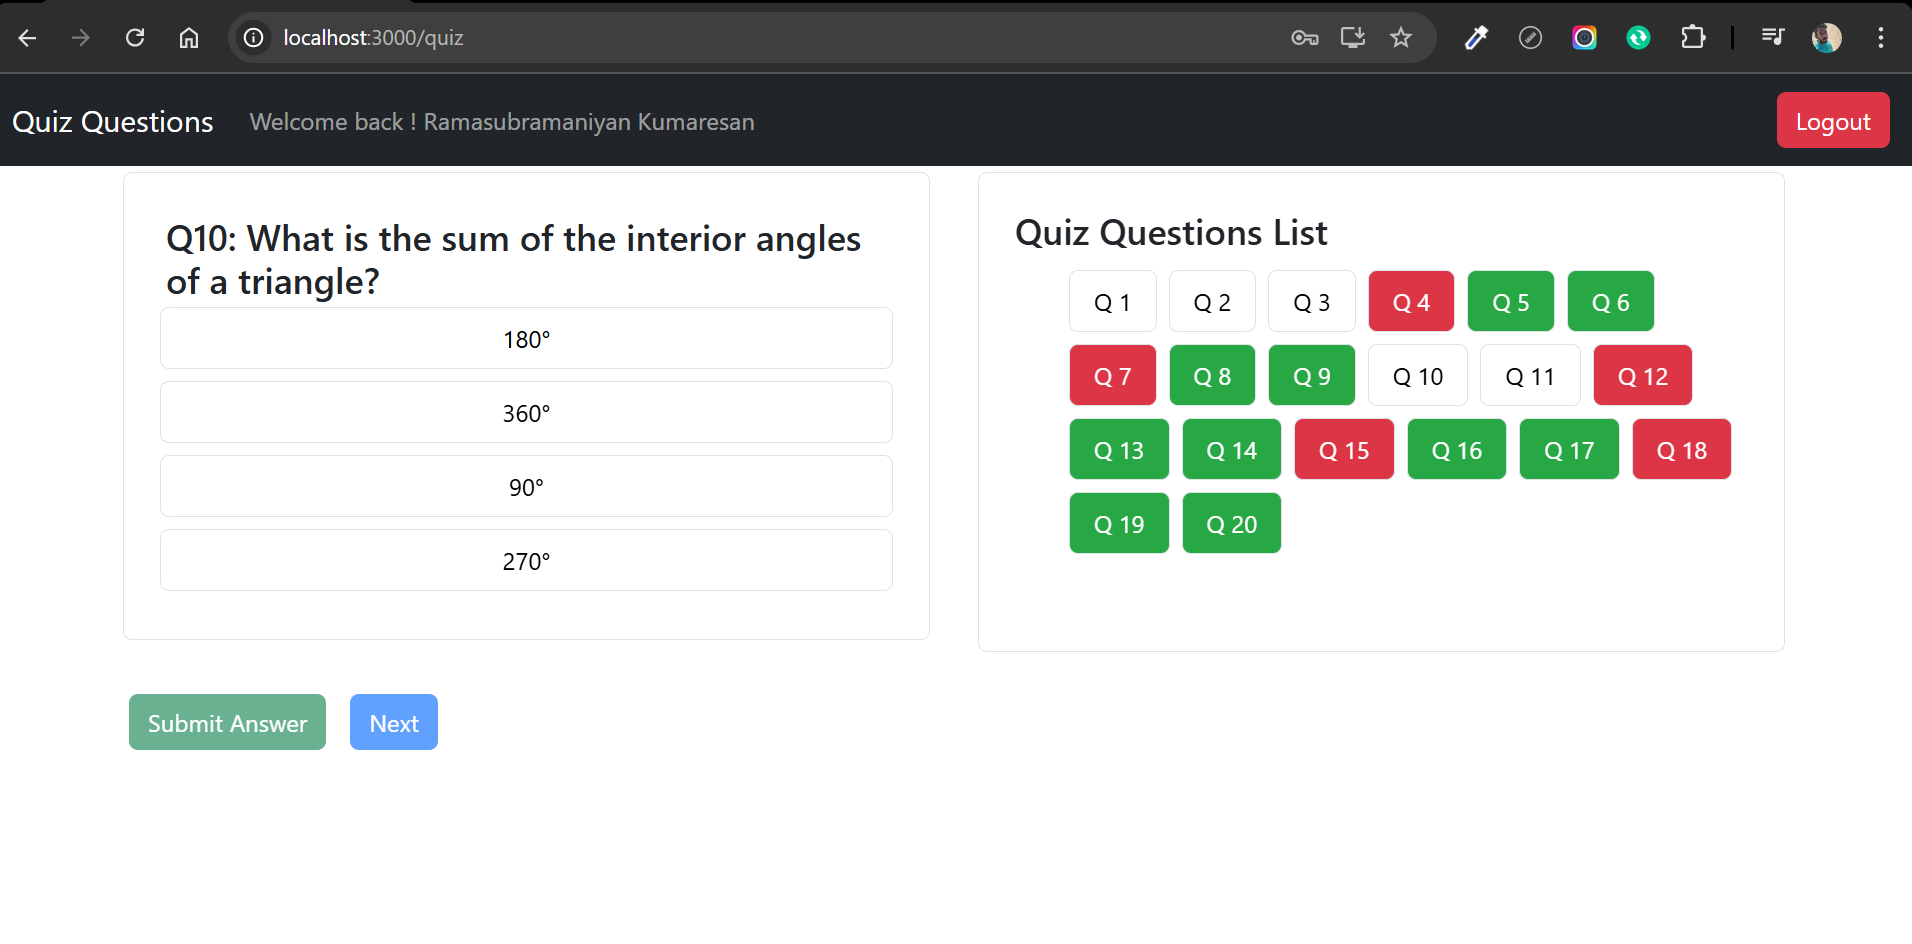 localhost:3000/quiz
Quiz Questions Welcome back ! Ramasubramaniyan Kumaresan Logout
Q10: What is the sum of the interior angles
of a triangle?
180°
360°
90°
270°
Submit Answer Next
Quiz Questions List
Q 1 Q 2 Q 3 Q 4 Q 5 Q 6
Q 7 Q 8 Q 9 Q 10 Q 11 Q 12
Q 13 Q 14 Q 15 Q 16 Q 17 Q 18
Q 19 Q 20